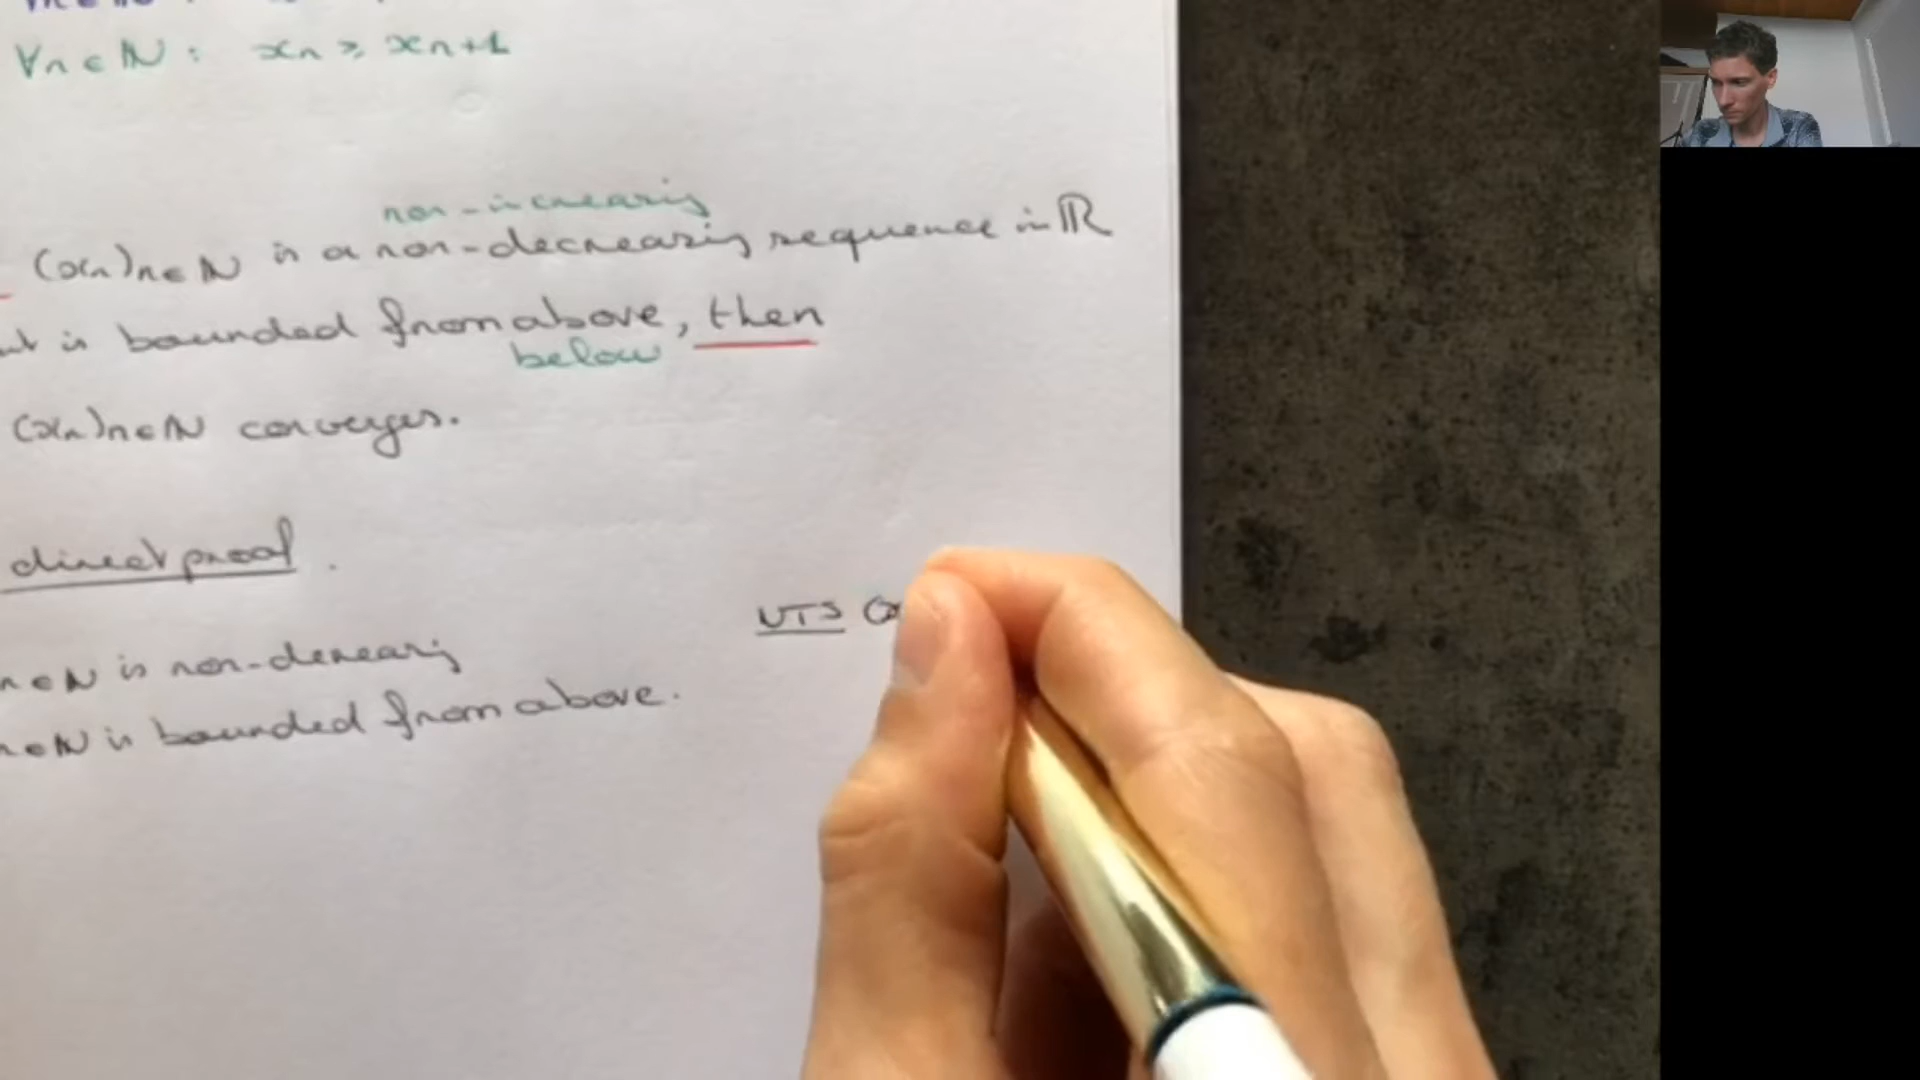 ∀n∈ℕ: xn ≥ xn+1
non-increasing
(xn)n∈ℕ is a non-decreasing sequence in ℝ
is bounded from above, then
below
(xn)n∈ℕ converges.
direct proof.
WTS (x
n∈ℕ is non-decreasing
n∈ℕ is bounded from above.